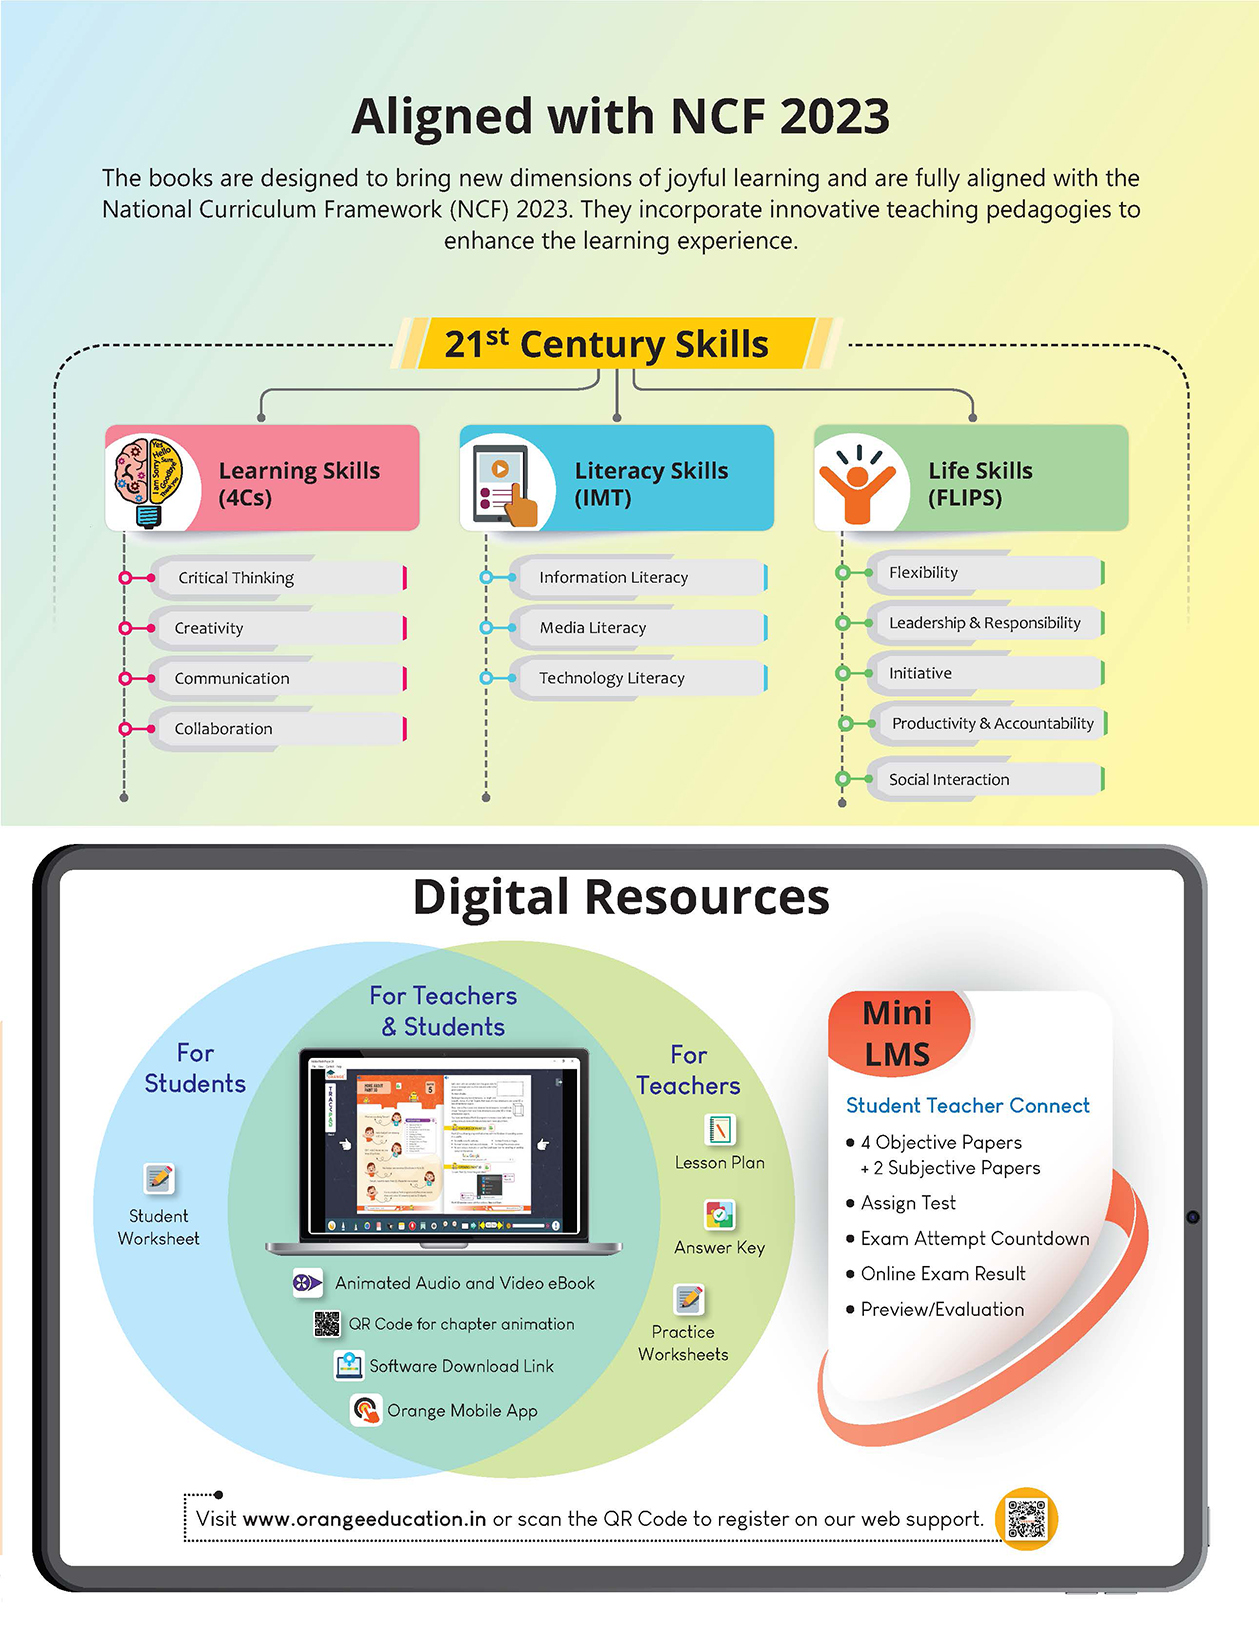 Aligned with NCF 2023
The books are designed to bring new dimensions of joyful learning and are fully aligned with the
National Curriculum Framework (NCF) 2023. They incorporate innovative teaching pedagogies to
enhance the learning experience.
21st Century Skills
Learning Skills
(4Cs)
Critical Thinking
Creativity
Communication
Collaboration
Literacy Skills
(IMT)
Information Literacy
Media Literacy
Technology Literacy
Life Skills
(FLIPS)
Flexibility
Leadership & Responsibility
Initiative
Productivity & Accountability
Social Interaction
Digital Resources
For
Students
Student
Worksheet
For Teachers
& Students
Animated Audio and Video eBook
QR Code for chapter animation
Software Download Link
Orange Mobile App
For
Teachers
Lesson Plan
Answer Key
Practice
Worksheets
Mini
LMS
Student Teacher Connect
• 4 Objective Papers
+ 2 Subjective Papers
• Assign Test
• Exam Attempt Countdown
• Online Exam Result
• Preview/Evaluation
Visit www.orangeeducation.in or scan the QR Code to register on our web support.